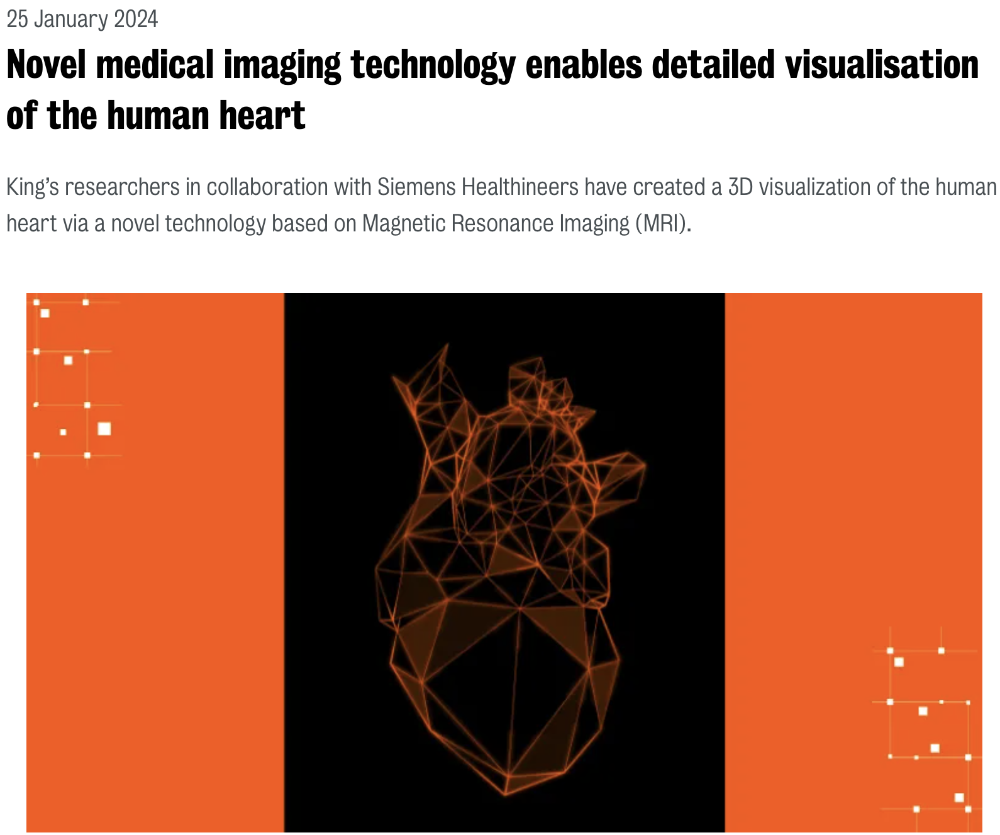 25 January 2024
Novel medical imaging technology enables detailed visualisation
of the human heart
King’s researchers in collaboration with Siemens Healthineers have created a 3D visualization of the human
heart via a novel technology based on Magnetic Resonance Imaging (MRI).